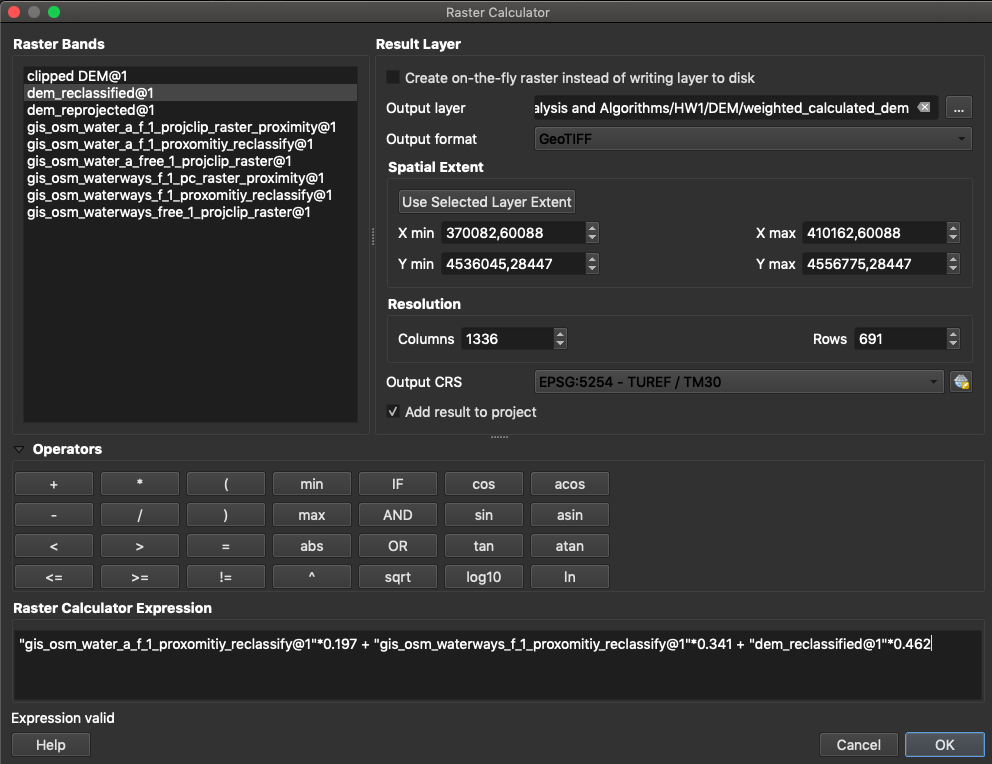 Raster Calculator
Raster Bands
clipped DEM@1
dem_reclassified@1
dem_reprojected@1
gis_osm_water_a_f_1_projclip_raster_proximity@1
gis_osm_water_a_f_1_proxomitiy_reclassify@1
gis_osm_water_a_free_1_projclip_raster@1
gis_osm_waterways_f_1_pc_raster_proximity@1
gis_osm_waterways_f_1_proxomitiy_reclassify@1
gis_osm_waterways_free_1_projclip_raster@1
Result Layer
Create on-the-fly raster instead of writing layer to disk
Output layer alysis and Algorithms/HW1/DEM/weighted_calculated_dem ...
Output format GeoTIFF
Spatial Extent
Use Selected Layer Extent
X min 370082,60088 X max 410162,60088
Y min 4536045,28447 Y max 4556775,28447
Resolution
Columns 1336 Rows 691
Output CRS EPSG:5254 - TUREF / TM30
Add result to project
Operators
+ * ( min IF cos acos
- / ) max AND sin asin
< > = abs OR tan atan
<= >= != ^ sqrt log10 ln
Raster Calculator Expression
"gis_osm_water_a_f_1_proxomitiy_reclassify@1"*0.197 + "gis_osm_waterways_f_1_proxomitiy_reclassify@1"*0.341 + "dem_reclassified@1"*0.462
Expression valid
Help Cancel OK